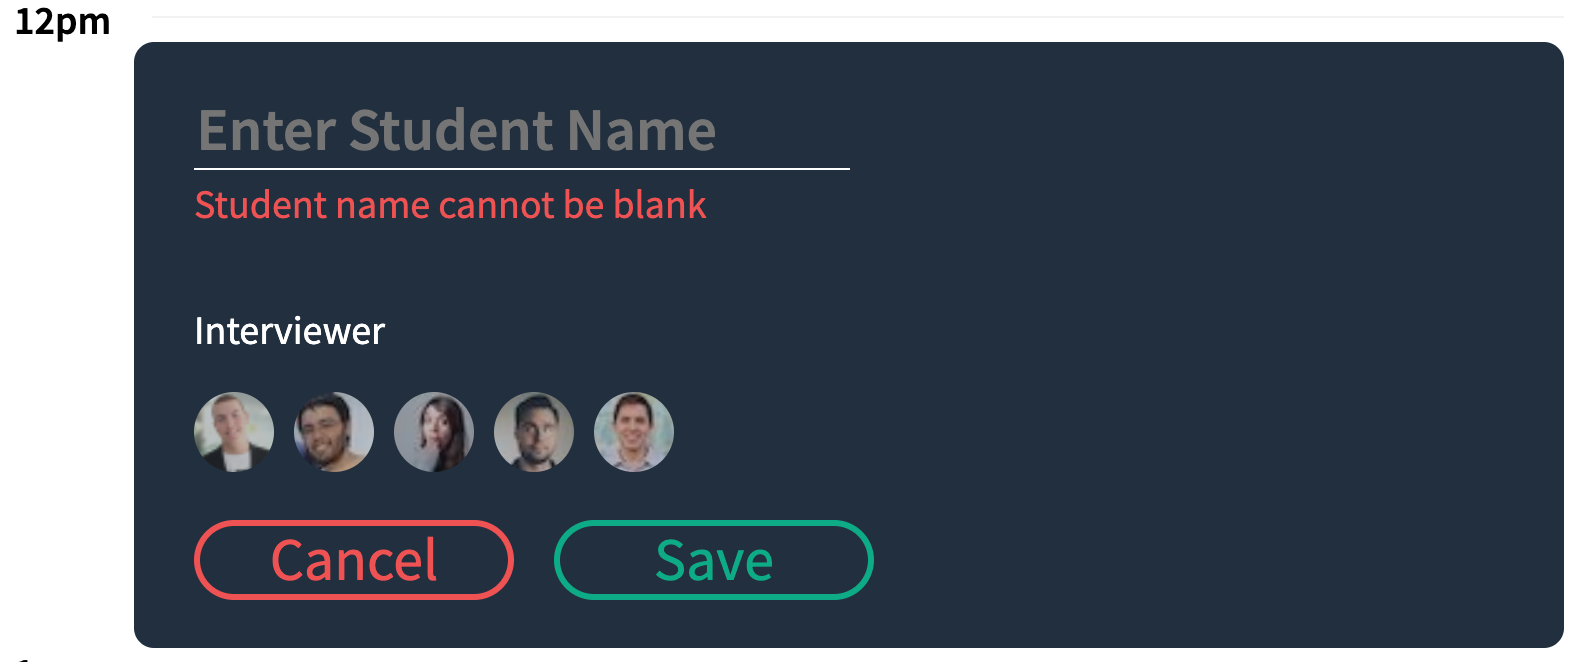 12pm
Enter Student Name
Student name cannot be blank
Interviewer
Cancel
Save